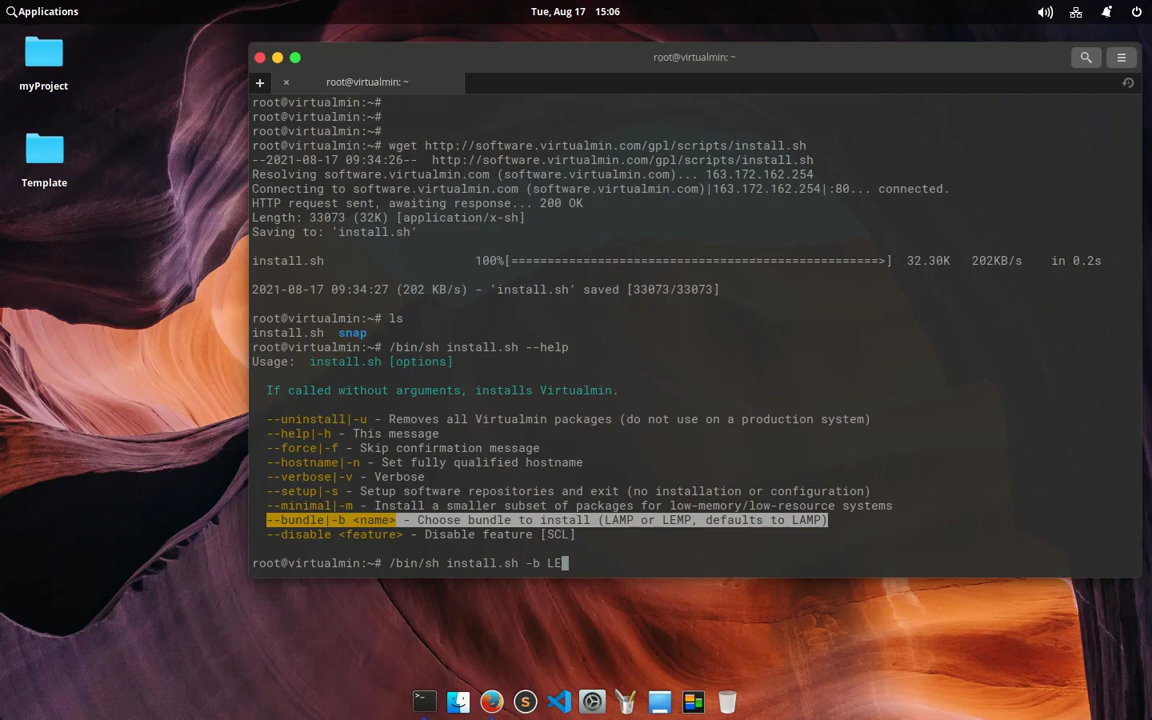 Applications
Tue, Aug 17 15:06
myProject
Template
root@virtualmin: ~
root@virtualmin: ~
root@virtualmin:~#
root@virtualmin:~#
root@virtualmin:~#
root@virtualmin:~# wget http://software.virtualmin.com/gpl/scripts/install.sh
--2021-08-17 09:34:26-- http://software.virtualmin.com/gpl/scripts/install.sh
Resolving software.virtualmin.com (software.virtualmin.com)... 163.172.162.254
Connecting to software.virtualmin.com (software.virtualmin.com)|163.172.162.254|:80... connected.
HTTP request sent, awaiting response... 200 OK
Length: 33073 (32K) [application/x-sh]
Saving to: ‘install.sh’
install.sh 100%[===================================================>] 32.30K 202KB/s in 0.2s
2021-08-17 09:34:27 (202 KB/s) - ‘install.sh’ saved [33073/33073]
root@virtualmin:~# ls
install.sh snap
root@virtualmin:~# /bin/sh install.sh --help
Usage: install.sh [options]
If called without arguments, installs Virtualmin.
--uninstall|-u - Removes all Virtualmin packages (do not use on a production system)
--help|-h - This message
--force|-f - Skip confirmation message
--hostname|-n - Set fully qualified hostname
--verbose|-v - Verbose
--setup|-s - Setup software repositories and exit (no installation or configuration)
--minimal|-m - Install a smaller subset of packages for low-memory/low-resource systems
--bundle|-b <name> - Choose bundle to install (LAMP or LEMP, defaults to LAMP)
--disable <feature> - Disable feature [SCL]
root@virtualmin:~# /bin/sh install.sh -b LE